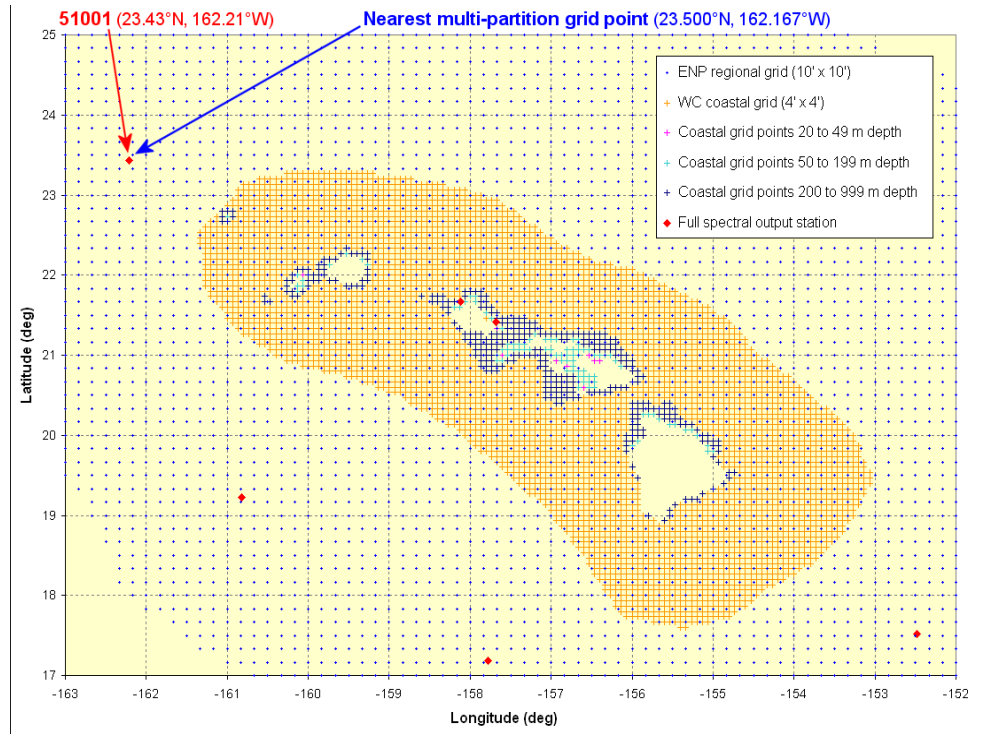 51001 (23.43°N, 162.21°W)
Nearest multi-partition grid point (23.500°N, 162.167°W)
25
24
23
22
21
20
19
18
17
Latitude (deg)
ENP regional grid (10' x 10')
WC coastal grid (4' x 4')
Coastal grid points 20 to 49 m depth
Coastal grid points 50 to 199 m depth
Coastal grid points 200 to 999 m depth
Full spectral output station
-163 -162 -161 -160 -159 -158 -157 -156 -155 -154 -153 -152
Longitude (deg)